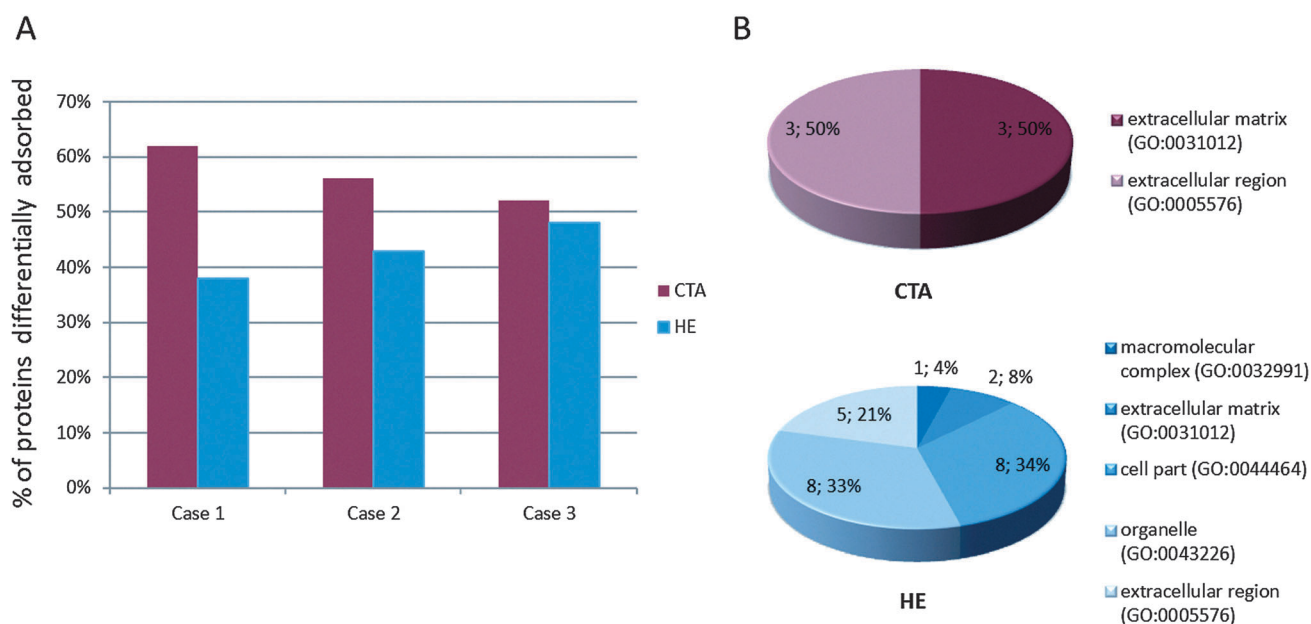 A
% of proteins differentially adsorbed
70%
60%
50%
40%
30%
20%
10%
0%
Case 1
Case 2
Case 3
CTA
HE
B
3; 50%
3; 50%
extracellular matrix
(GO:0031012)
extracellular region
(GO:0005576)
CTA
1; 4%
2; 8%
5; 21%
8; 34%
8; 33%
macromolecular
complex (GO:0032991)
extracellular matrix
(GO:0031012)
cell part (GO:0044464)
organelle
(GO:0043226)
extracellular region
(GO:0005576)
HE